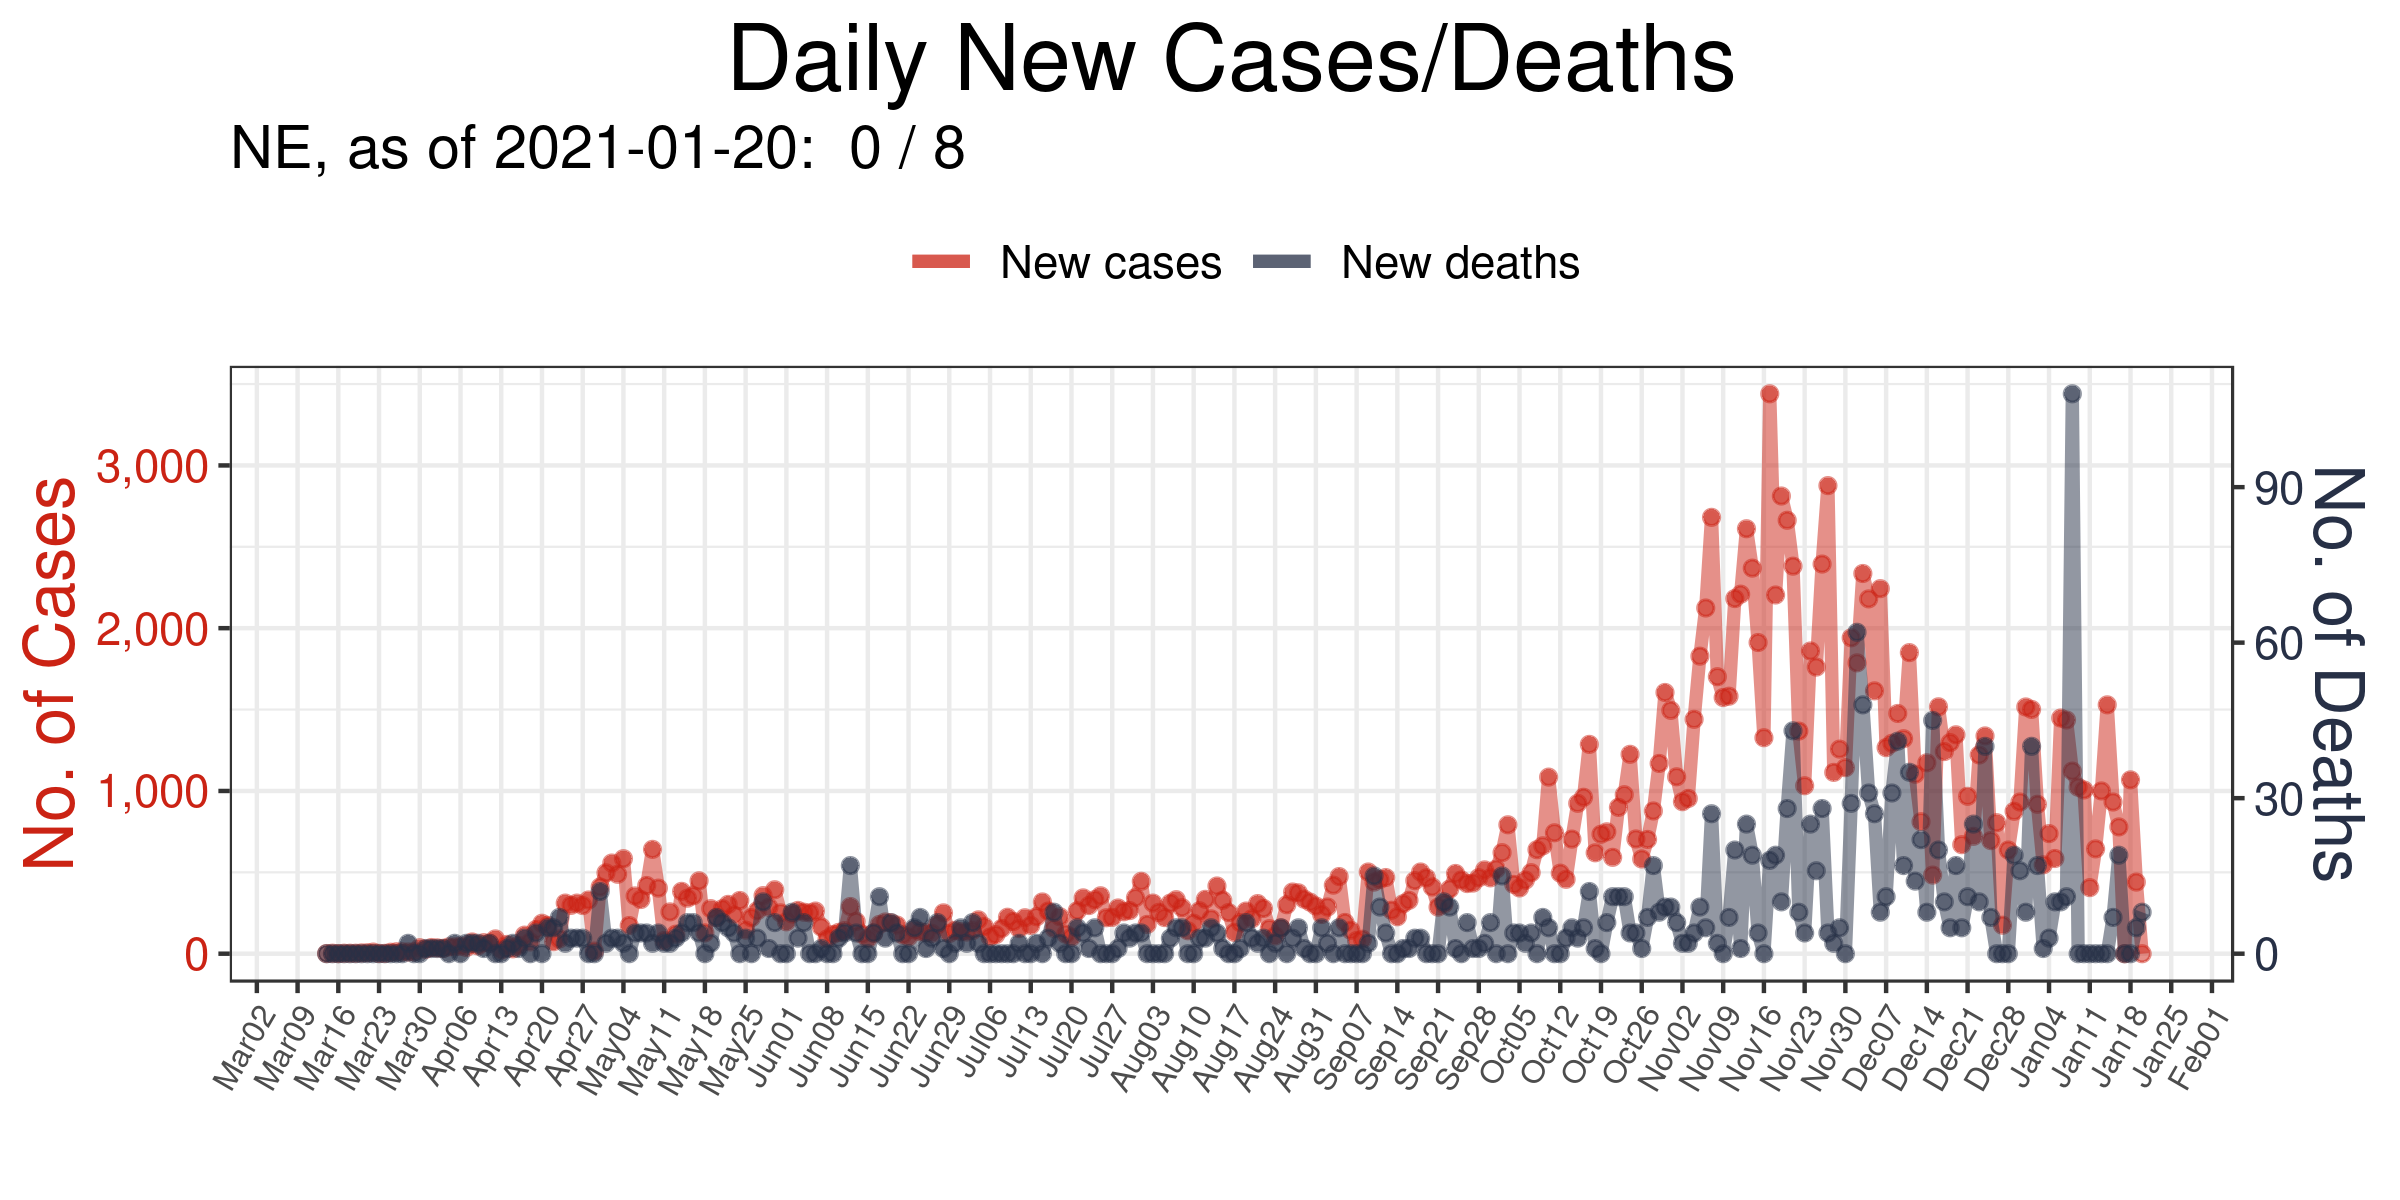 Daily New Cases/Deaths
NE, as of 2021-01-20:  0 / 8
New cases
New deaths
No. of Cases
3,000
2,000
1,000
0
90
60
30
0
No. of Deaths
Mar02
Mar09
Mar16
Mar23
Mar30
Apr06
Apr13
Apr20
Apr27
May04
May11
May18
May25
Jun01
Jun08
Jun15
Jun22
Jun29
Jul06
Jul13
Jul20
Jul27
Aug03
Aug10
Aug17
Aug24
Aug31
Sep07
Sep14
Sep21
Sep28
Oct05
Oct12
Oct19
Oct26
Nov02
Nov09
Nov16
Nov23
Nov30
Dec07
Dec14
Dec21
Dec28
Jan04
Jan11
Jan18
Jan25
Feb01